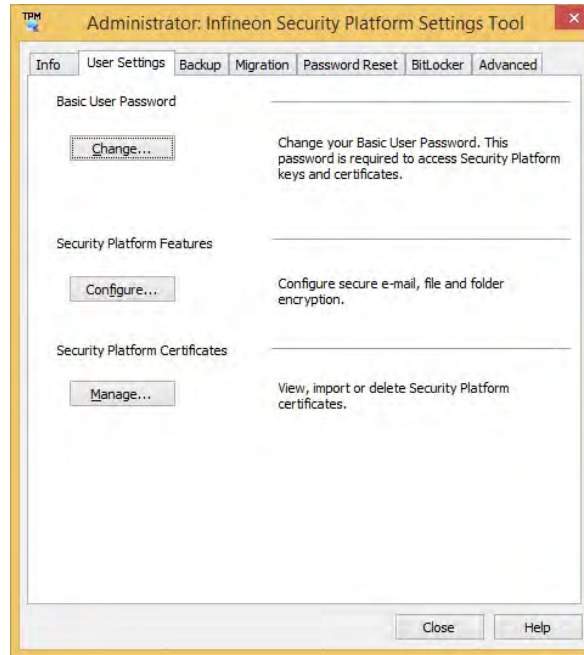 TPM
Administrator: Infineon Security Platform Settings Tool
Info User Settings Backup Migration Password Reset BitLocker Advanced
Basic User Password
Change...
Change your Basic User Password. This
password is required to access Security Platform
keys and certificates.
Security Platform Features
Configure...
Configure secure e-mail, file and folder
encryption.
Security Platform Certificates
Manage...
View, import or delete Security Platform
certificates.
Close Help